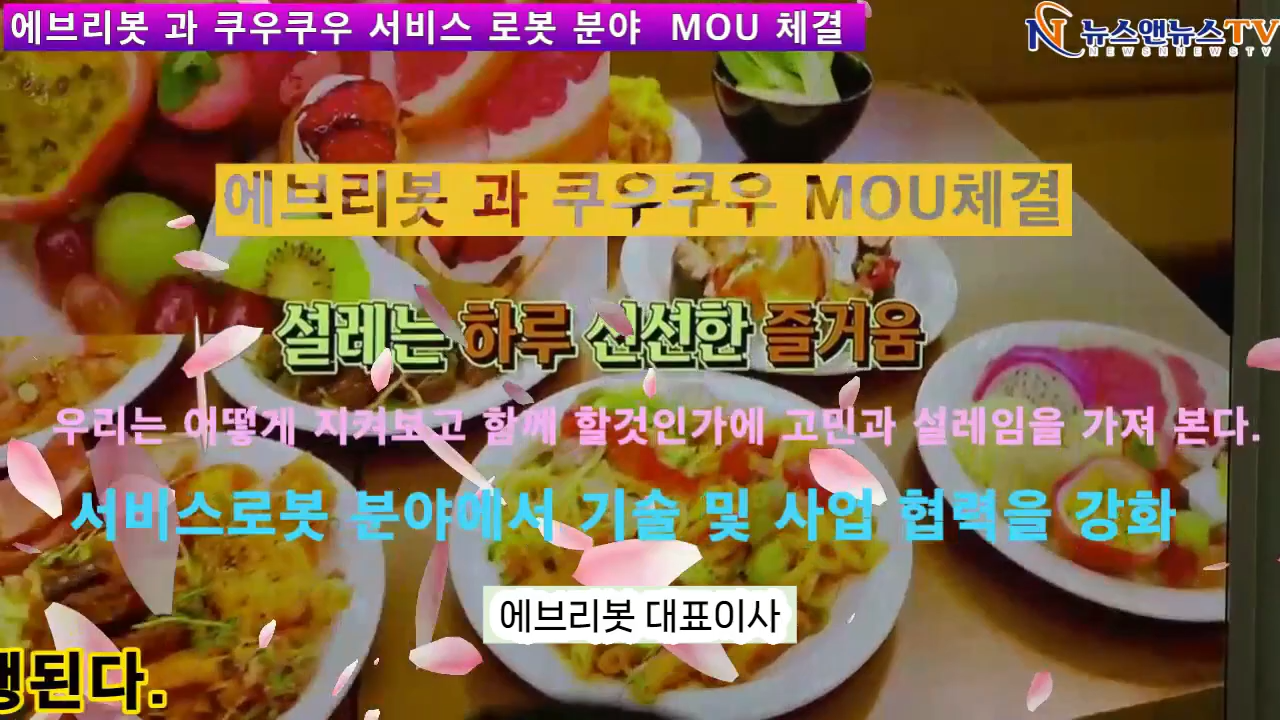 에브리봇 과 쿠우쿠우 서비스 로봇 분야 MOU 체결
뉴스앤뉴스TV
NEWSNNEWSTV
에브리봇 과 쿠우쿠우 MOU체결
설레는 하루 신선한 즐거움
우리는 어떻게 지켜보고 함께 할것인가에 고민과 설레임을 가져 본다.
서비스로봇 분야에서 기술 및 사업 협력을 강화
에브리봇 대표이사
된다.